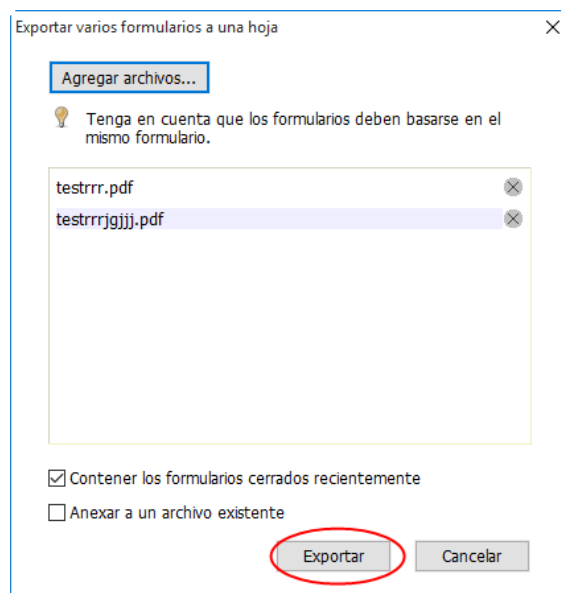 Exportar varios formularios a una hoja
Agregar archivos...
Tenga en cuenta que los formularios deben basarse en el
mismo formulario.
testrrr.pdf
testrrrjgjjj.pdf
Contener los formularios cerrados recientemente
Anexar a un archivo existente
Exportar
Cancelar